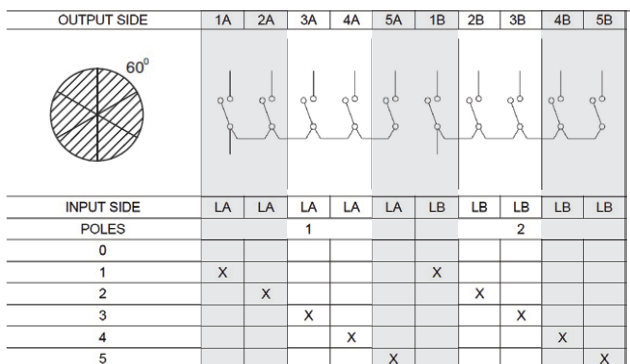 OUTPUT SIDE 1A 2A 3A 4A 5A 1B 2B 3B 4B 5B
60⁰
INPUT SIDE LA LA LA LA LA LB LB LB LB LB
POLES 1 2
0
1 X X
2 X X
3 X X
4 X X
5 X X